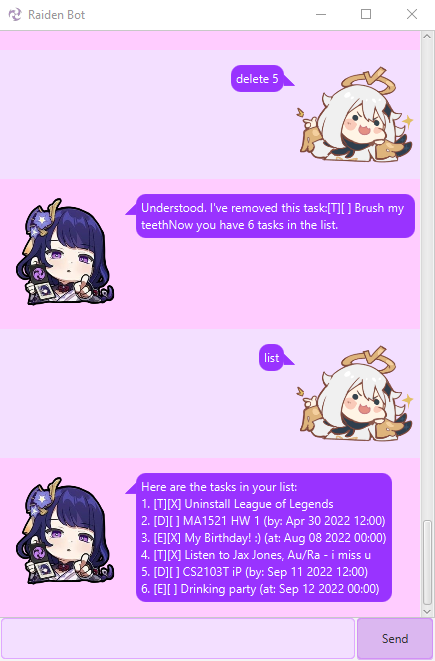 Raiden Bot
delete 5
Understood. I've removed this task:[T][ ] Brush my
teethNow you have 6 tasks in the list.
list
Here are the tasks in your list:
1. [T][X] Uninstall League of Legends
2. [D][ ] MA1521 HW 1 (by: Apr 30 2022 12:00)
3. [E][X] My Birthday! :) (at: Aug 08 2022 00:00)
4. [T][X] Listen to Jax Jones, Au/Ra - i miss u
5. [D][ ] CS2103T iP (by: Sep 11 2022 12:00)
6. [E][ ] Drinking party (at: Sep 12 2022 00:00)
Send